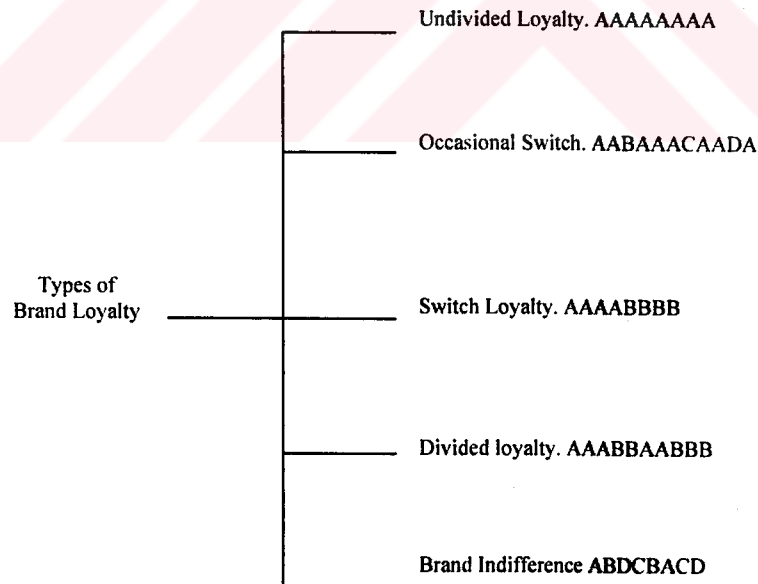 Undivided Loyalty. AAAAAAAA
Occasional Switch. AABAAACAADA
Types of
Brand Loyalty
Switch Loyalty. AAAABBBB
Divided loyalty. AAABBAABBB
Brand Indifference ABDCBACD